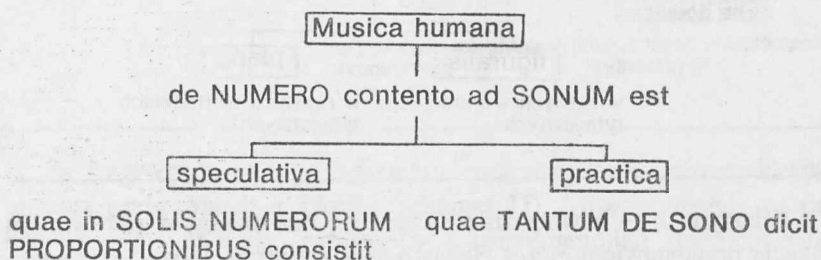 Musica humana
de NUMERO contento ad SONUM est
speculativa
practica
quae in SOLIS NUMERORUM
PROPORTIONIBUS consistit
quae TANTUM DE SONO dicit